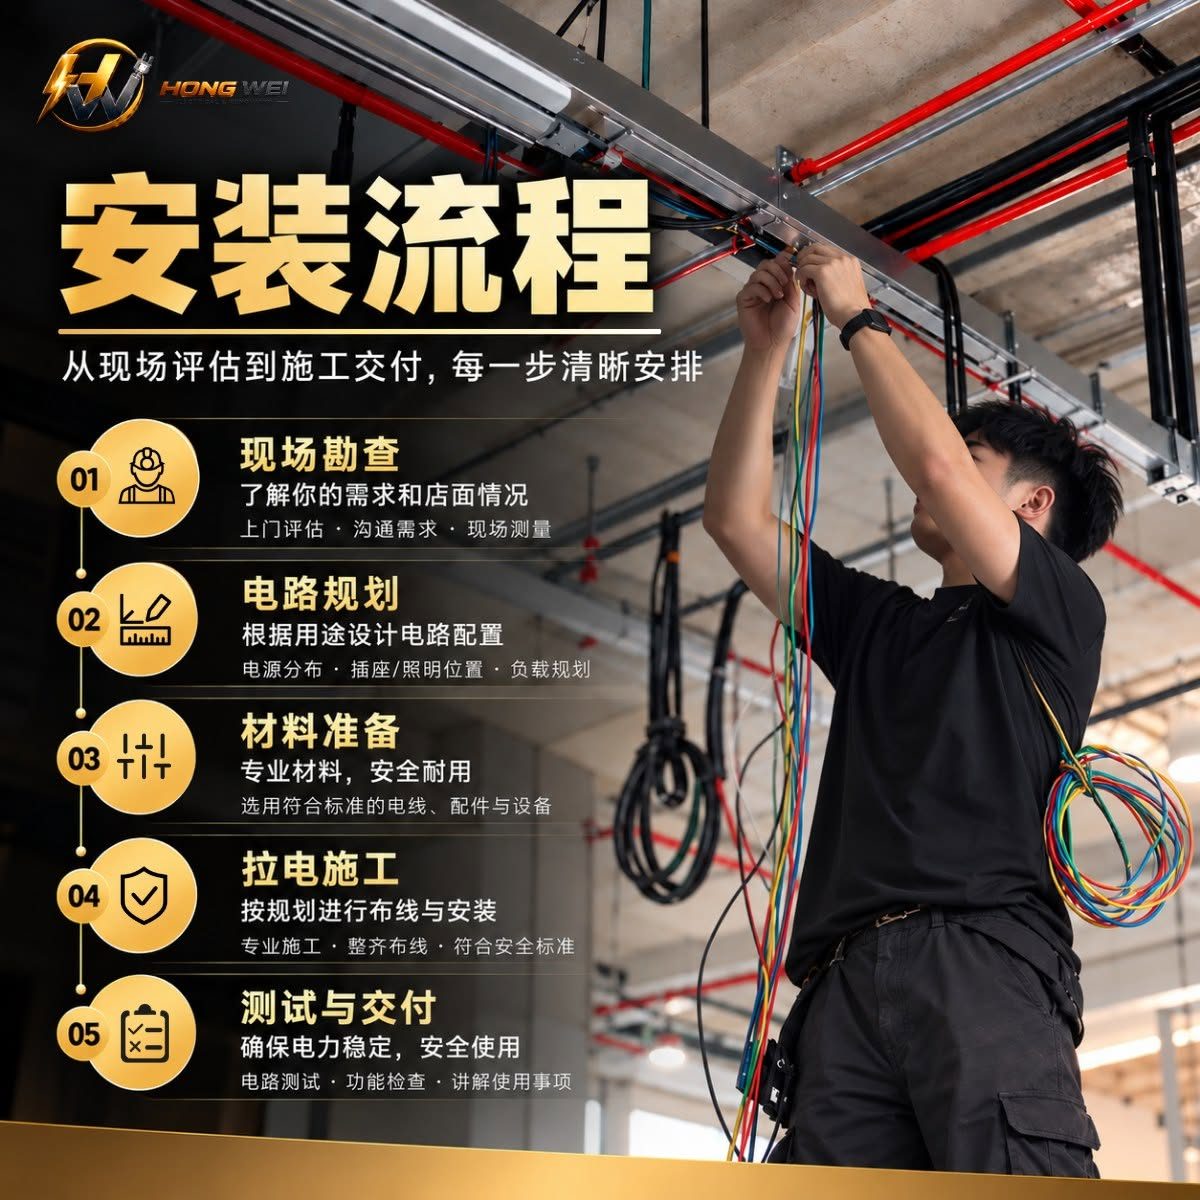 HW
HONG WEI
安装流程
从现场评估到施工交付，每一步清晰安排
01
现场勘查
了解你的需求和店面情况
上门评估 · 沟通需求 · 现场测量
02
电路规划
根据用途设计电路配置
电源分布 · 插座/照明位置 · 负载规划
03
材料准备
专业材料，安全耐用
选用符合标准的电线、配件与设备
04
拉电施工
按规划进行布线与安装
专业施工 · 整齐布线 · 符合安全标准
05
测试与交付
确保电力稳定，安全使用
电路测试 · 功能检查 · 讲解使用事项